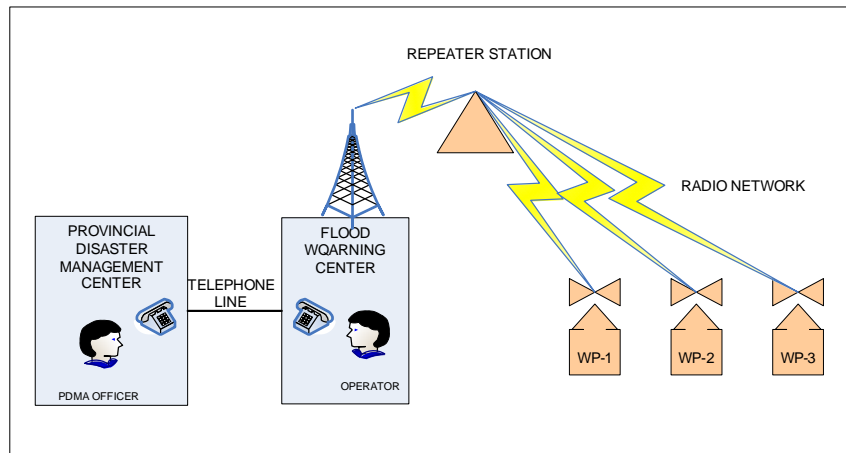 REPEATER STATION
RADIO NETWORK
PROVINCIAL
DISASTER
MANAGEMENT
CENTER
TELEPHONE
LINE
FLOOD
WQARNING
CENTER
PDMA OFFICER
OPERATOR
WP-1
WP-2
WP-3